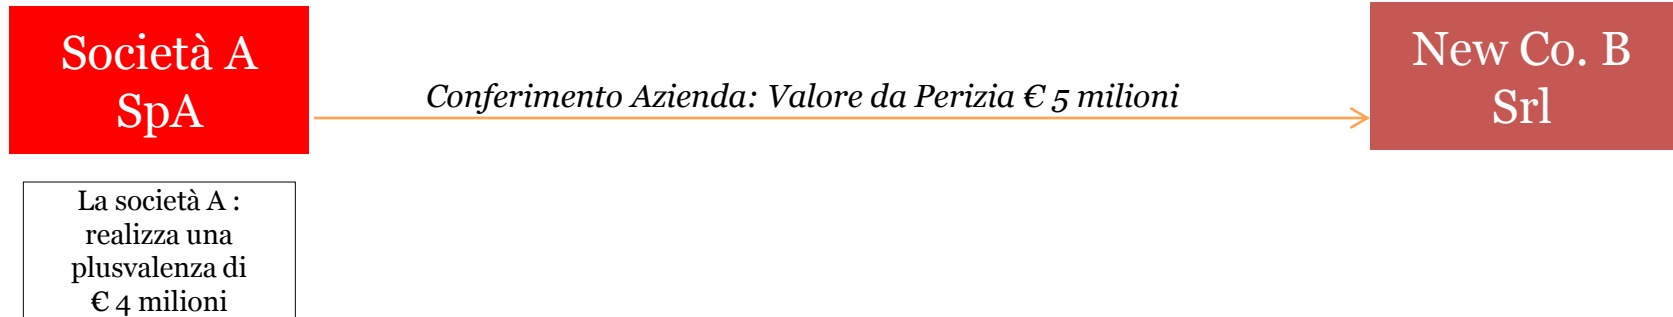 Società A
SpA
Conferimento Azienda: Valore da Perizia € 5 milioni
New Co. B
Srl
La società A :
realizza una
plusvalenza di
€ 4 milioni